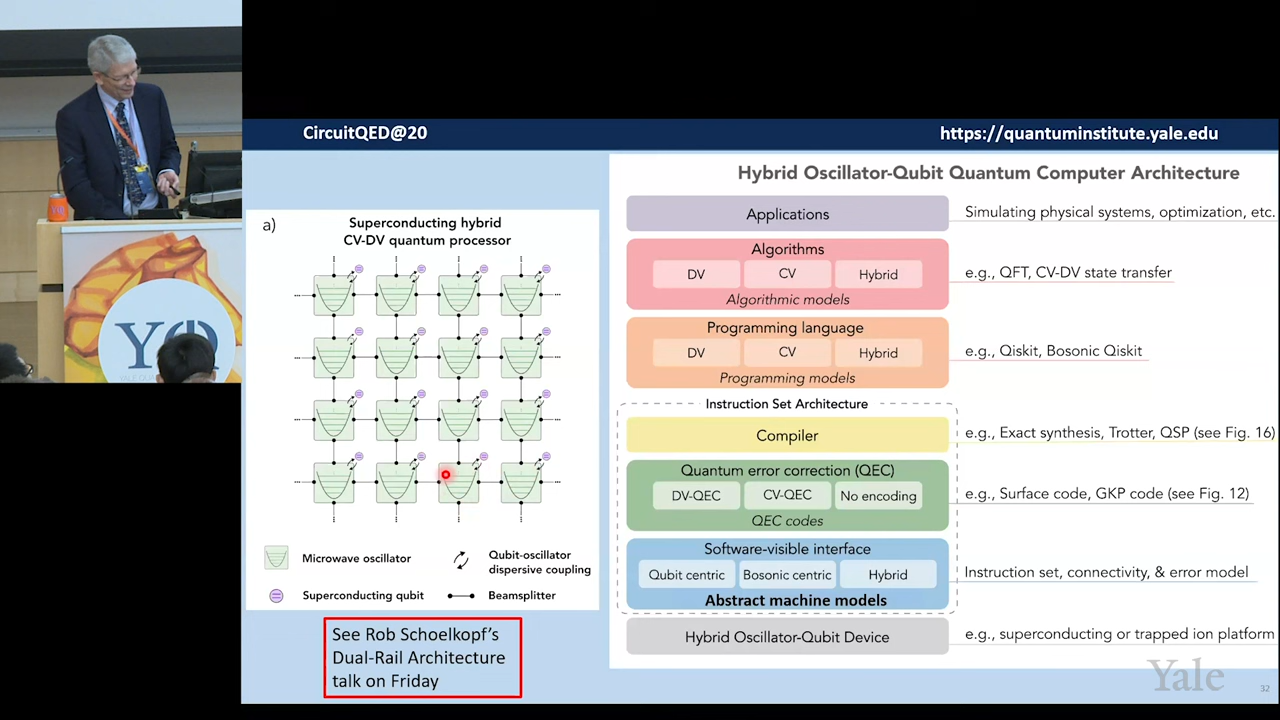 CircuitQED@20
https://quantuminstitute.yale.edu
a)
Superconducting hybrid
CV-DV quantum processor
Microwave oscillator
Qubit-oscillator
dispersive coupling
Superconducting qubit
Beamsplitter
See Rob Schoelkopf's
Dual-Rail Architecture
talk on Friday
Hybrid Oscillator-Qubit Quantum Computer Architecture
Applications
Simulating physical systems, optimization, etc.
Algorithms
DV CV Hybrid
Algorithmic models
e.g., QFT, CV-DV state transfer
Programming language
DV CV Hybrid
Programming models
e.g., Qiskit, Bosonic Qiskit
Instruction Set Architecture
Compiler
e.g., Exact synthesis, Trotter, QSP (see Fig. 16)
Quantum error correction (QEC)
DV-QEC CV-QEC No encoding
QEC codes
e.g., Surface code, GKP code (see Fig. 12)
Software-visible interface
Qubit centric Bosonic centric Hybrid
Abstract machine models
Instruction set, connectivity, & error model
Hybrid Oscillator-Qubit Device
e.g., superconducting or trapped ion platform
Yale
32